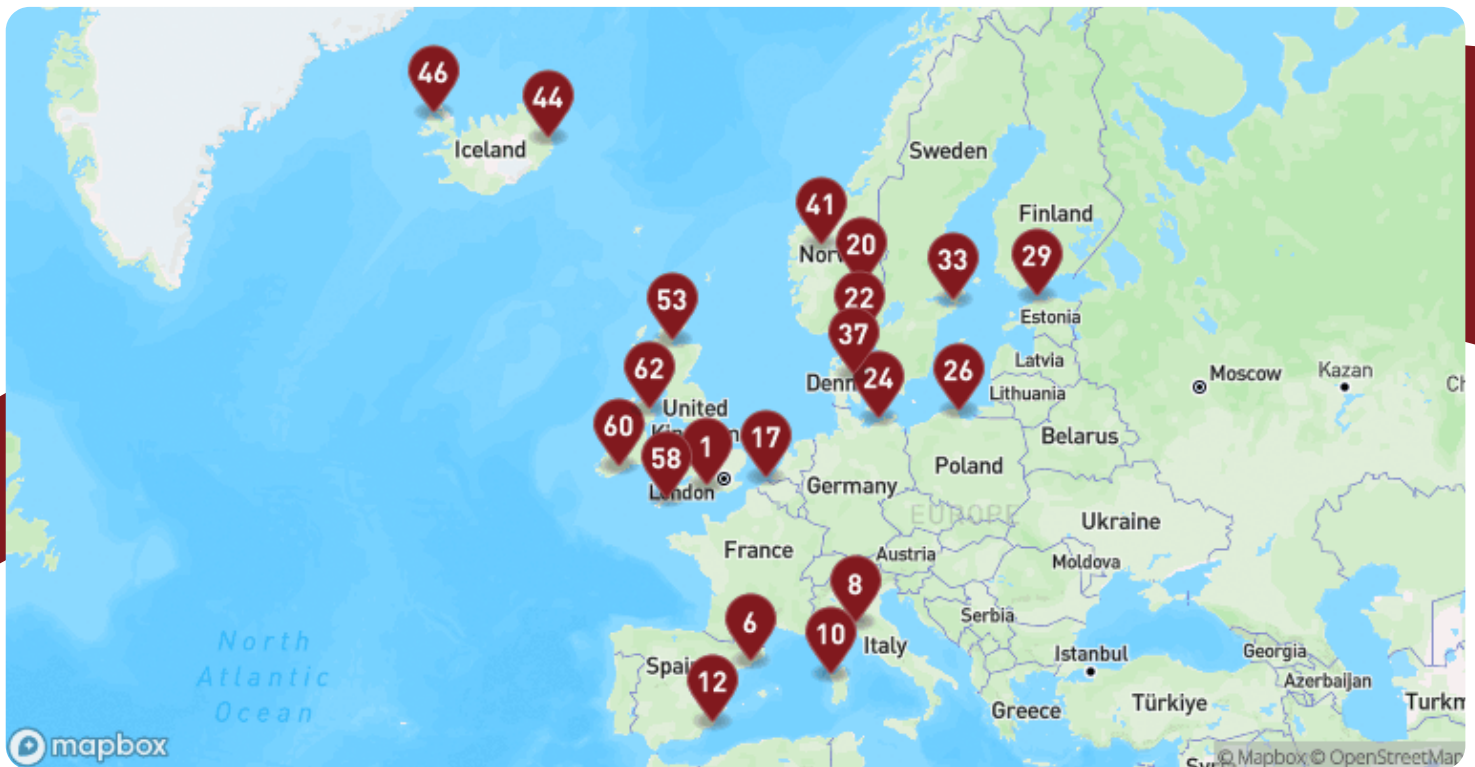 46
44
Iceland
Sweden
41
Finland
20
Nor
33
29
53
22
Estonia
37
Latvia
62
Denn
24
26
Lithuania
Moscow
Kazan
Ch
United
60
58
1
17
Belarus
London
Germany
Poland
EUROPE
Ukraine
France
Austria
Moldova
8
6
10
Serbia
North
Atlantic
Ocean
Italy
Istanbul
Georgia
Spai
12
Azerbaijan
Greece
Türkiye
Turkm
mapbox
© Mapbox © OpenStreetMap